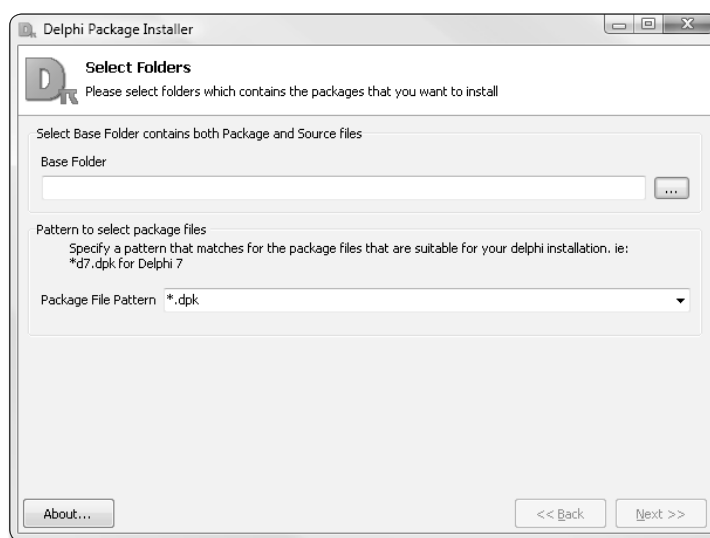 Delphi Package Installer
Select Folders
Please select folders which contains the packages that you want to install
Select Base Folder contains both Package and Source files
Base Folder
...
Pattern to select package files
Specify a pattern that matches for the package files that are suitable for your delphi installation. ie:
*d7.dpk for Delphi 7
Package File Pattern *.dpk
About...
<< Back
Next >>